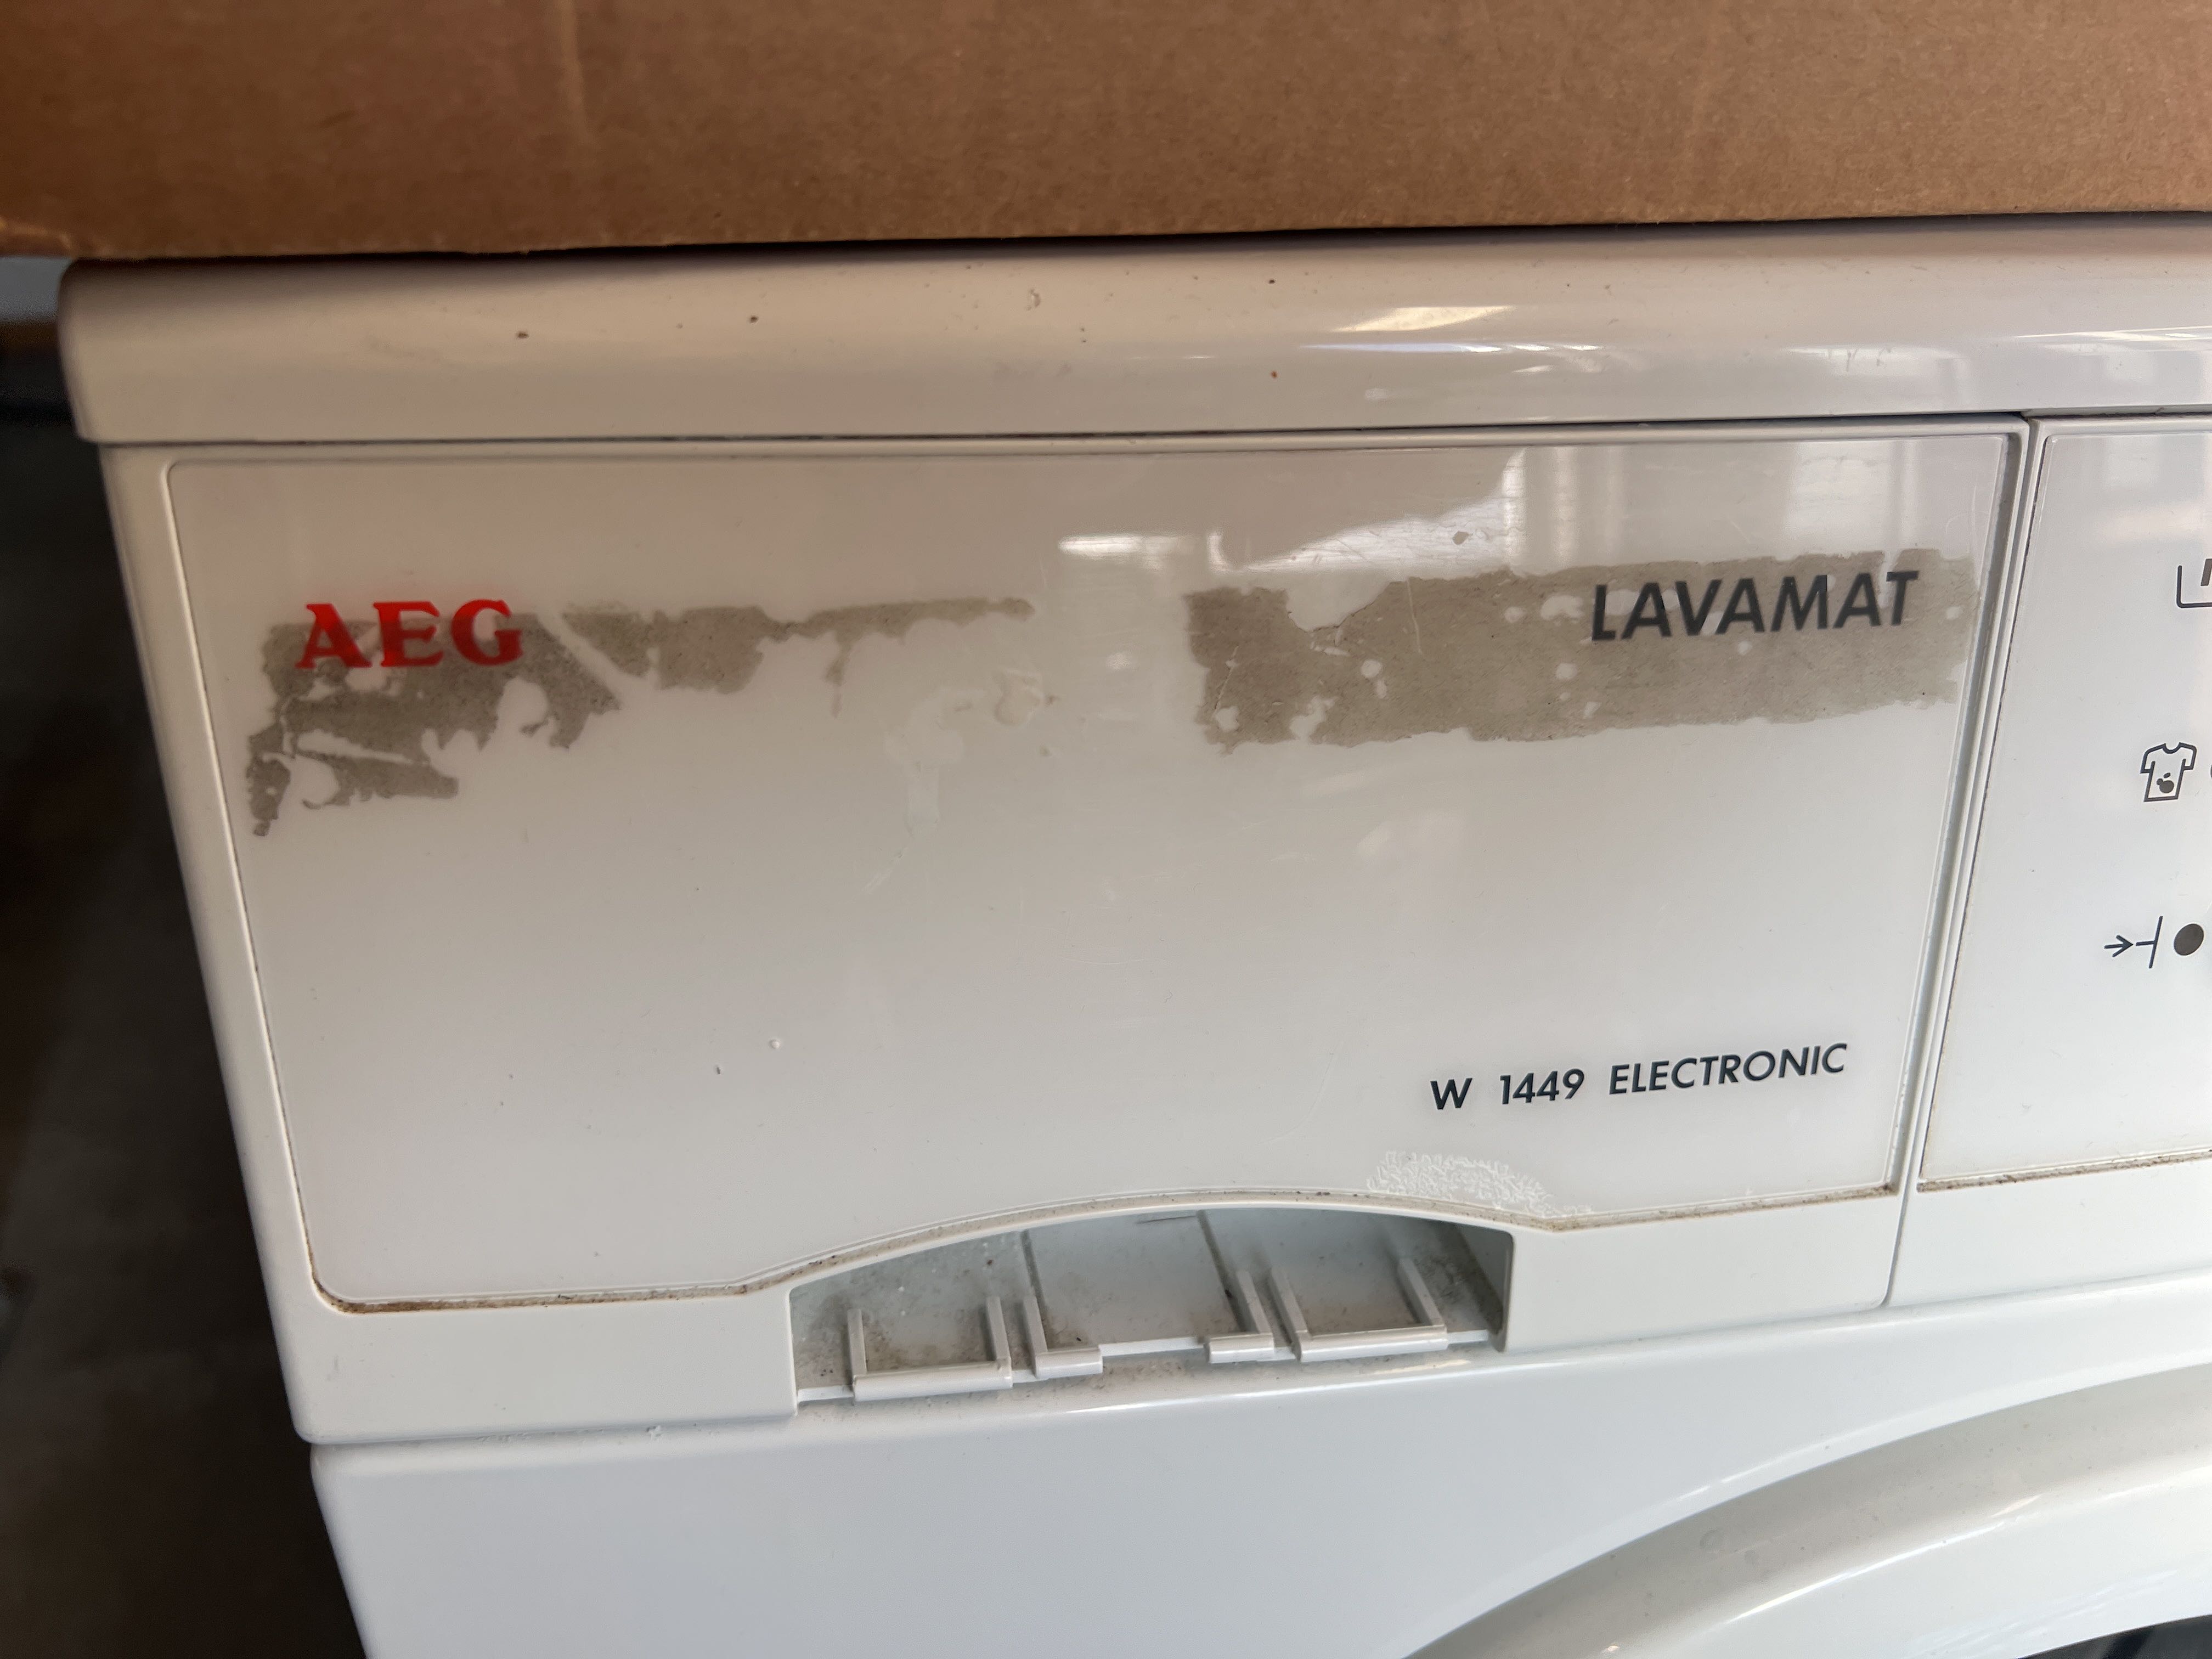 AEG
LAVAMAT
W 1449 ELECTRONIC